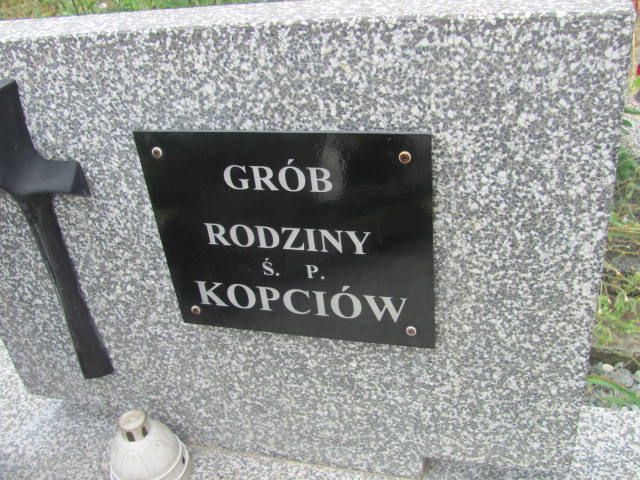 GRÓB
RODZINY
Ś. P.
KOPCIÓW